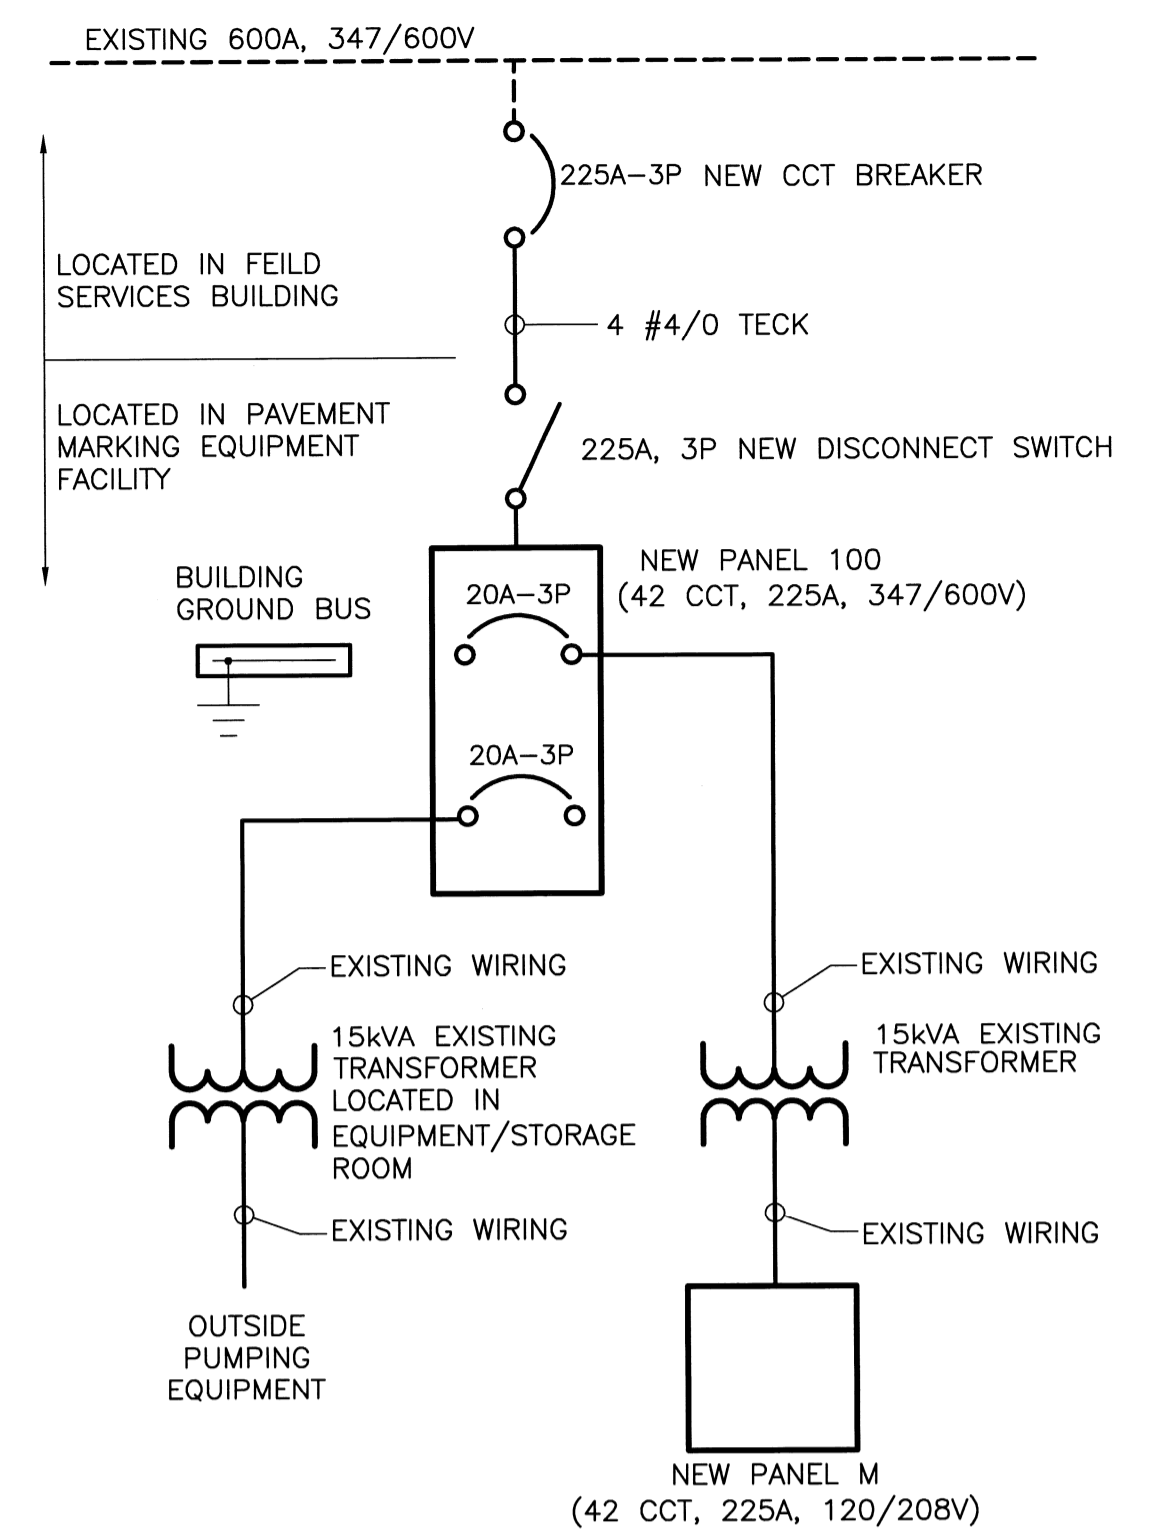 EXISTING 600A, 347/600V
225A-3P NEW CCT BREAKER
LOCATED IN FEILD
SERVICES BUILDING
4 #4/0 TECK
LOCATED IN PAVEMENT
MARKING EQUIPMENT
FACILITY
225A, 3P NEW DISCONNECT SWITCH
BUILDING
GROUND BUS
NEW PANEL 100
(42 CCT, 225A, 347/600V)
20A-3P
20A-3P
EXISTING WIRING
EXISTING WIRING
15kVA EXISTING
TRANSFORMER
LOCATED IN
EQUIPMENT/STORAGE
ROOM
15kVA EXISTING
TRANSFORMER
EXISTING WIRING
EXISTING WIRING
OUTSIDE
PUMPING
EQUIPMENT
NEW PANEL M
(42 CCT, 225A, 120/208V)